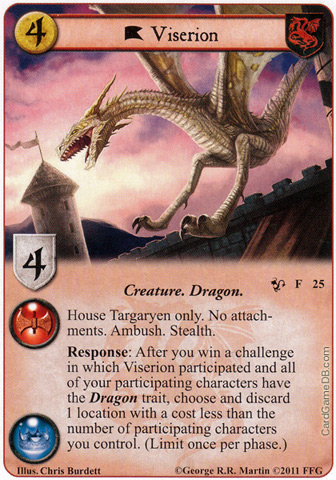 4 Viserion
4
Creature. Dragon.
F 25
House Targaryen only. No attach-
ments. Ambush. Stealth.
Response: After you win a challenge
in which Viserion participated and all
of your participating characters have
the Dragon trait, choose and discard
1 location with a cost less than the
number of participating characters
you control. (Limit once per phase.)
Illus. Chris Burdett ©George R.R. Martin ©2011 FFG
CardGameDB.com